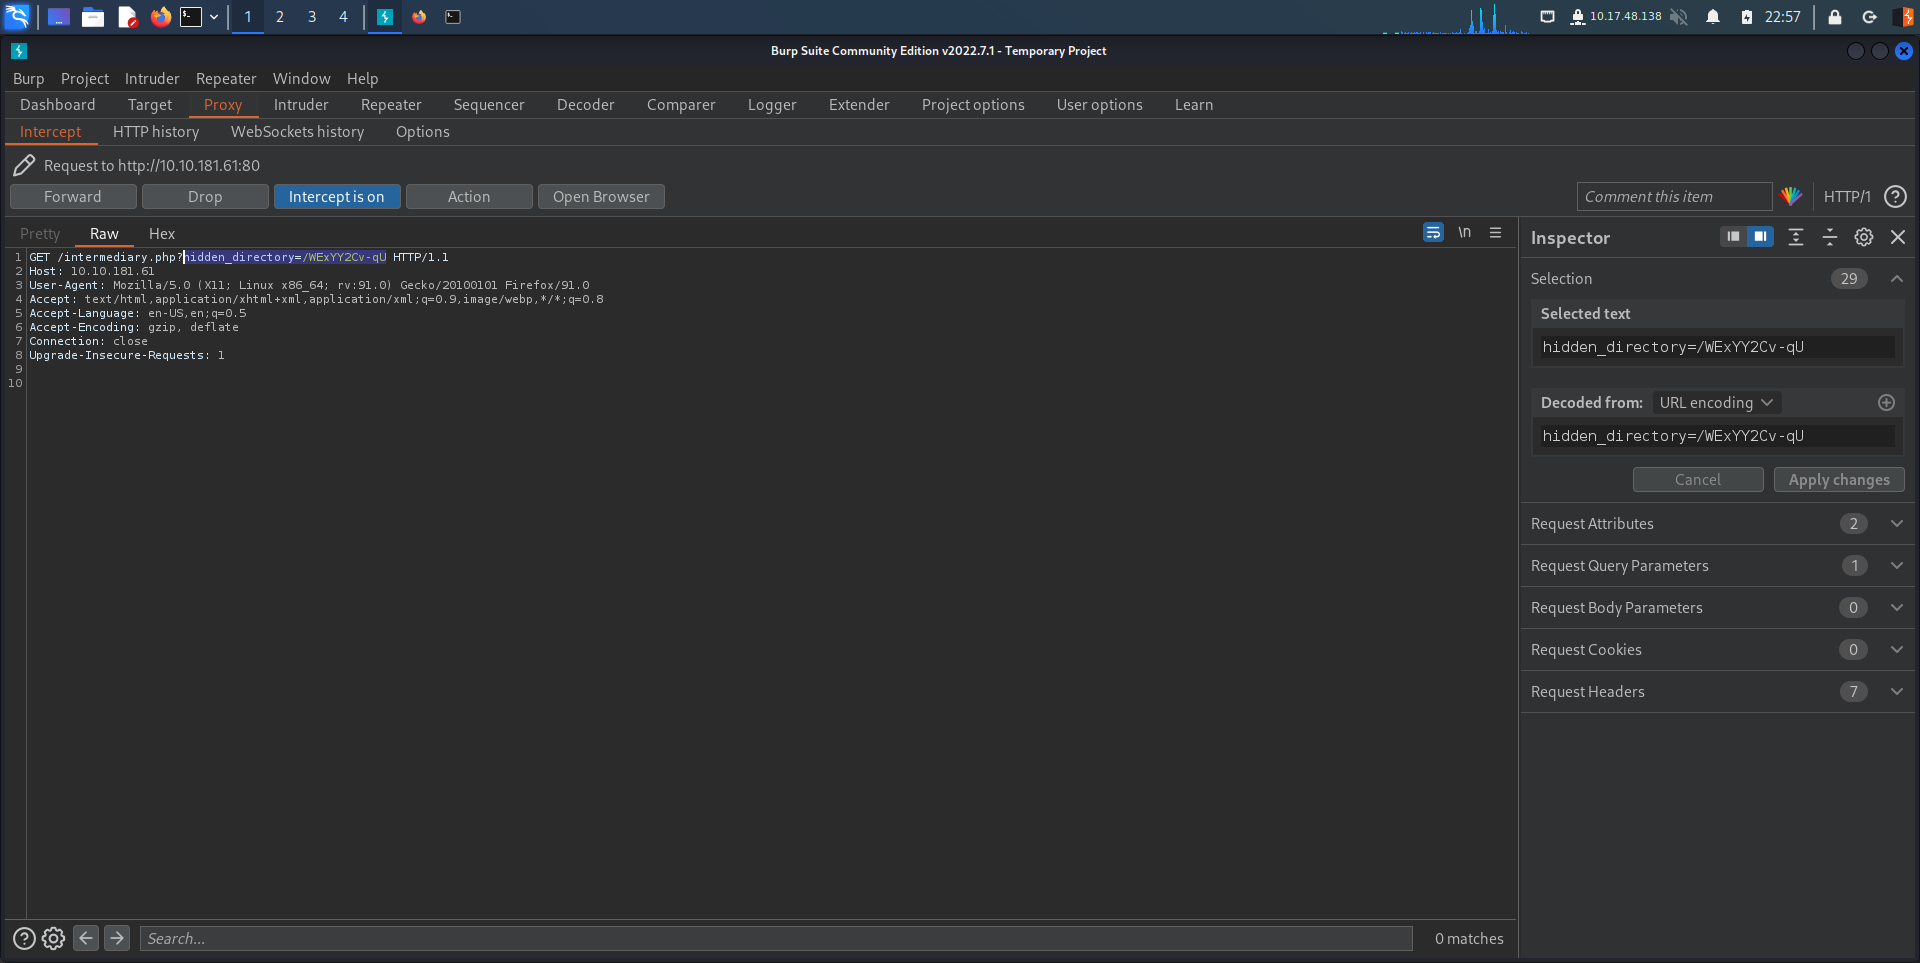 1 2 3 4 10.17.48.138 22:57
Burp Suite Community Edition v2022.7.1 - Temporary Project
Burp Project Intruder Repeater Window Help
Dashboard Target Proxy Intruder Repeater Sequencer Decoder Comparer Logger Extender Project options User options Learn
Intercept HTTP history WebSockets history Options
Request to http://10.10.181.61:80
Forward Drop Intercept is on Action Open Browser Comment this item HTTP/1 ?
Pretty Raw Hex \n
1 GET /intermediary.php?hidden_directory=/WExYY2Cv-qU HTTP/1.1
2 Host: 10.10.181.61
3 User-Agent: Mozilla/5.0 (X11; Linux x86_64; rv:91.0) Gecko/20100101 Firefox/91.0
4 Accept: text/html,application/xhtml+xml,application/xml;q=0.9,image/webp,*/*;q=0.8
5 Accept-Language: en-US,en;q=0.5
6 Accept-Encoding: gzip, deflate
7 Connection: close
8 Upgrade-Insecure-Requests: 1
9
10
Inspector
Selection 29
Selected text
hidden_directory=/WExYY2Cv-qU
Decoded from: URL encoding
hidden_directory=/WExYY2Cv-qU
Cancel Apply changes
Request Attributes 2
Request Query Parameters 1
Request Body Parameters 0
Request Cookies 0
Request Headers 7
? Search... 0 matches